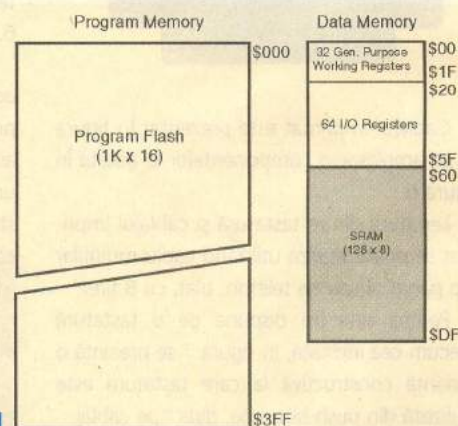 Program Memory
$000
Program Flash
(1K x 16)
$3FF
Data Memory
32 Gen. Purpose
Working Registers
$00
$1F
$20
64 I/O Registers
$5F
$60
SRAM
(128 x 8)
$DF